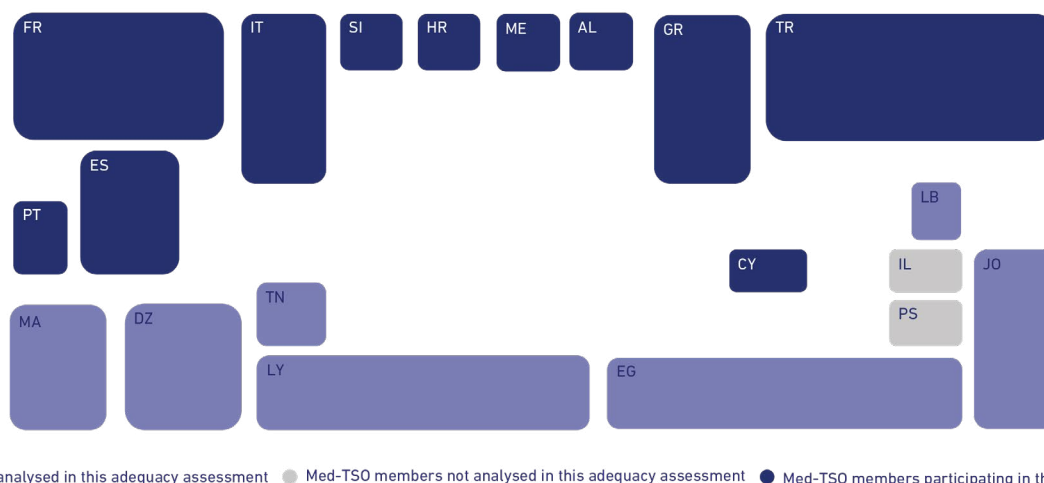 FR
IT
SI
HR
ME
AL
GR
TR
ES
PT
LB
CY
IL
JO
TN
PS
MA
DZ
LY
EG
analysed in this adequacy assessment
Med-TSO members not analysed in this adequacy assessment
Med-TSO members participating in